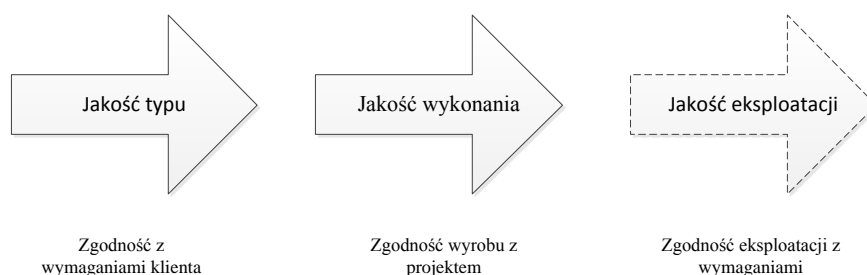 Jakość typu
Jakość wykonania
Jakość eksploatacji
Zgodność z
wymaganiami klienta
Zgodność wyrobu z
projektem
Zgodność eksploatacji z
wymaganiami